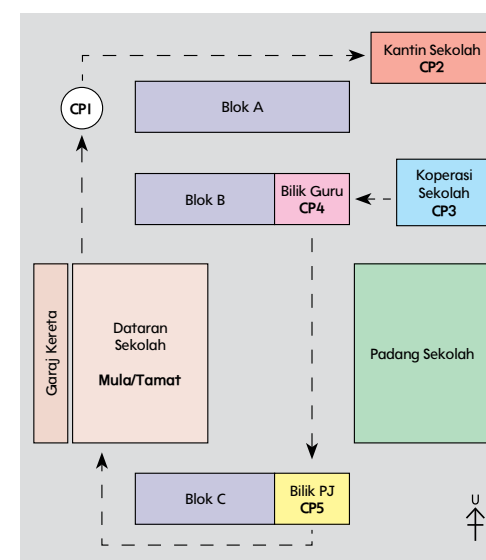 Kantin Sekolah
CP2
CP1
Blok A
Koperasi
Sekolah
CP3
Blok B
Bilik Guru
CP4
Garaj Kereta
Dataran
Sekolah
Mula/Tamat
Padang Sekolah
Blok C
Bilik PJ
CP5
U